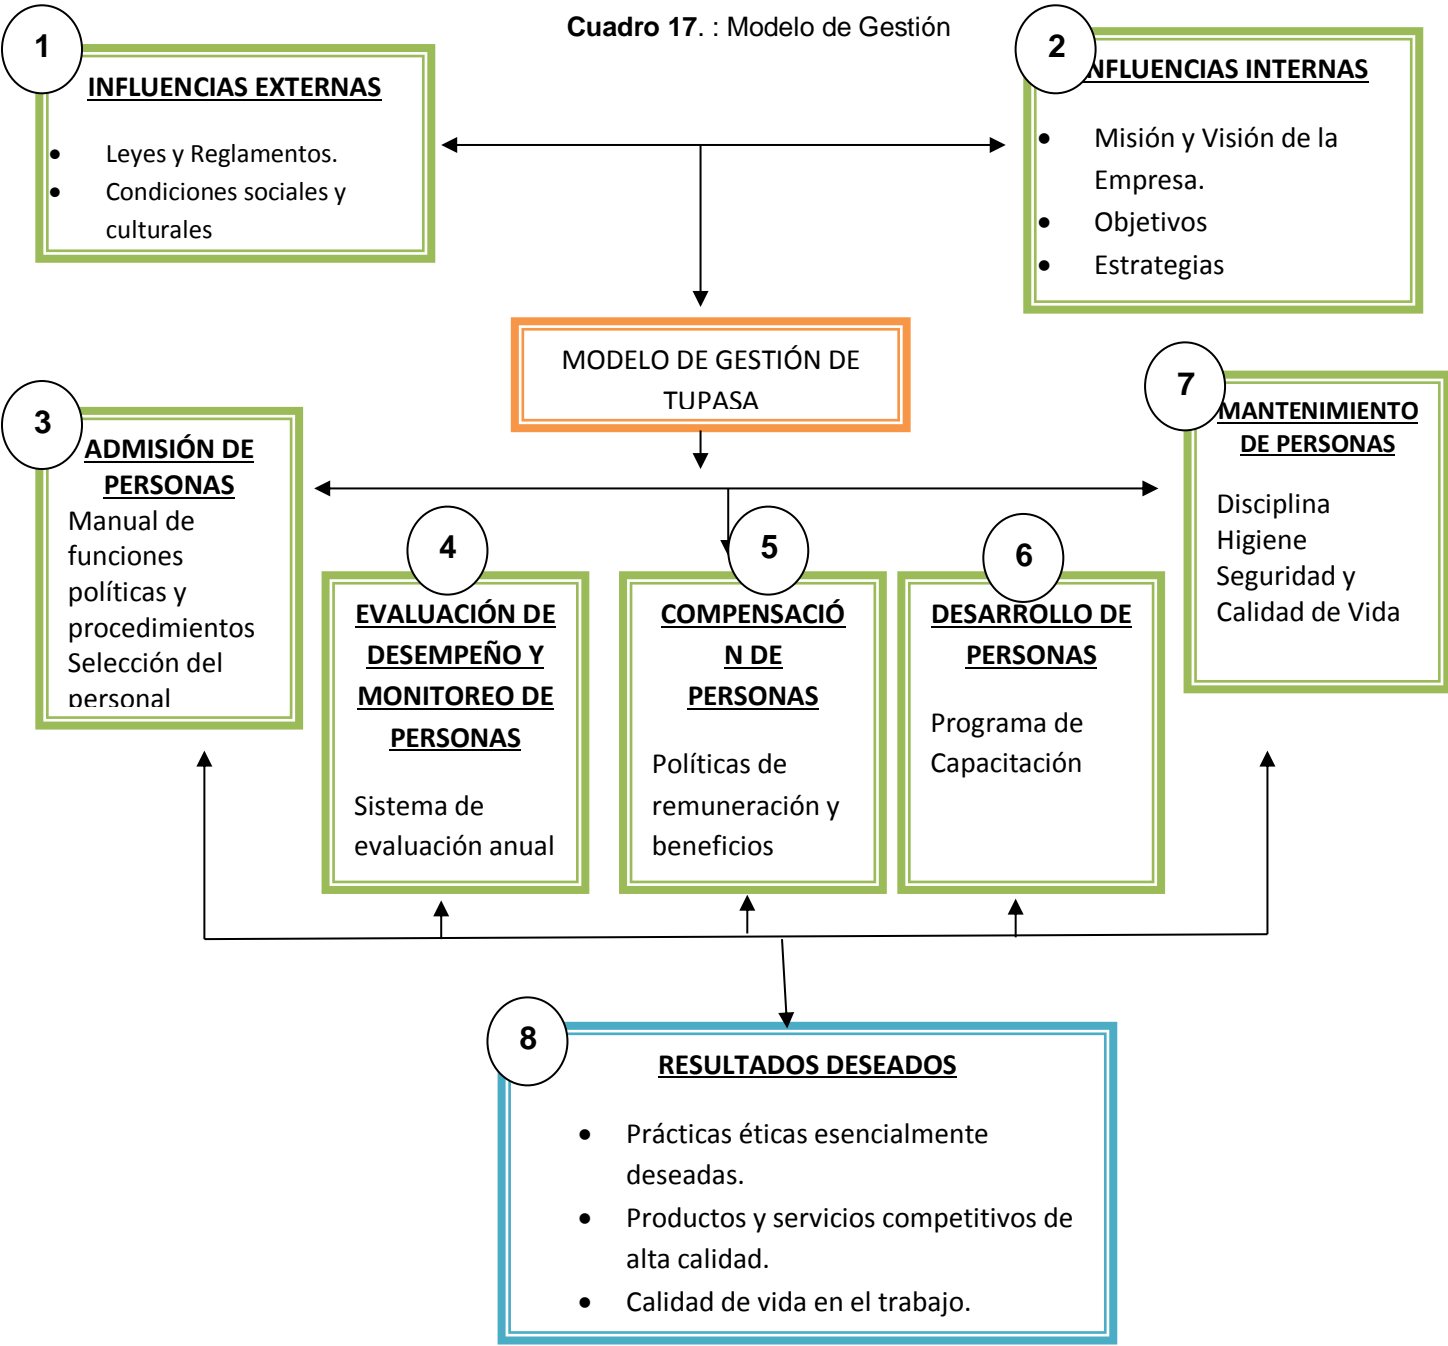 Cuadro 17. : Modelo de Gestión
1
INFLUENCIAS EXTERNAS
• Leyes y Reglamentos.
• Condiciones sociales y
culturales
2
NFLUENCIAS INTERNAS
• Misión y Visión de la
Empresa.
• Objetivos
• Estrategias
MODELO DE GESTIÓN DE
TUPASA
3
ADMISIÓN DE
PERSONAS
Manual de
funciones
políticas y
procedimientos
Selección del
personal
4
EVALUACIÓN DE
DESEMPEÑO Y
MONITOREO DE
PERSONAS
Sistema de
evaluación anual
5
COMPENSACIÓ
N DE
PERSONAS
Políticas de
remuneración y
beneficios
6
DESARROLLO DE
PERSONAS
Programa de
Capacitación
7
MANTENIMIENTO
DE PERSONAS
Disciplina
Higiene
Seguridad y
Calidad de Vida
8
RESULTADOS DESEADOS
• Prácticas éticas esencialmente
deseadas.
• Productos y servicios competitivos de
alta calidad.
• Calidad de vida en el trabajo.